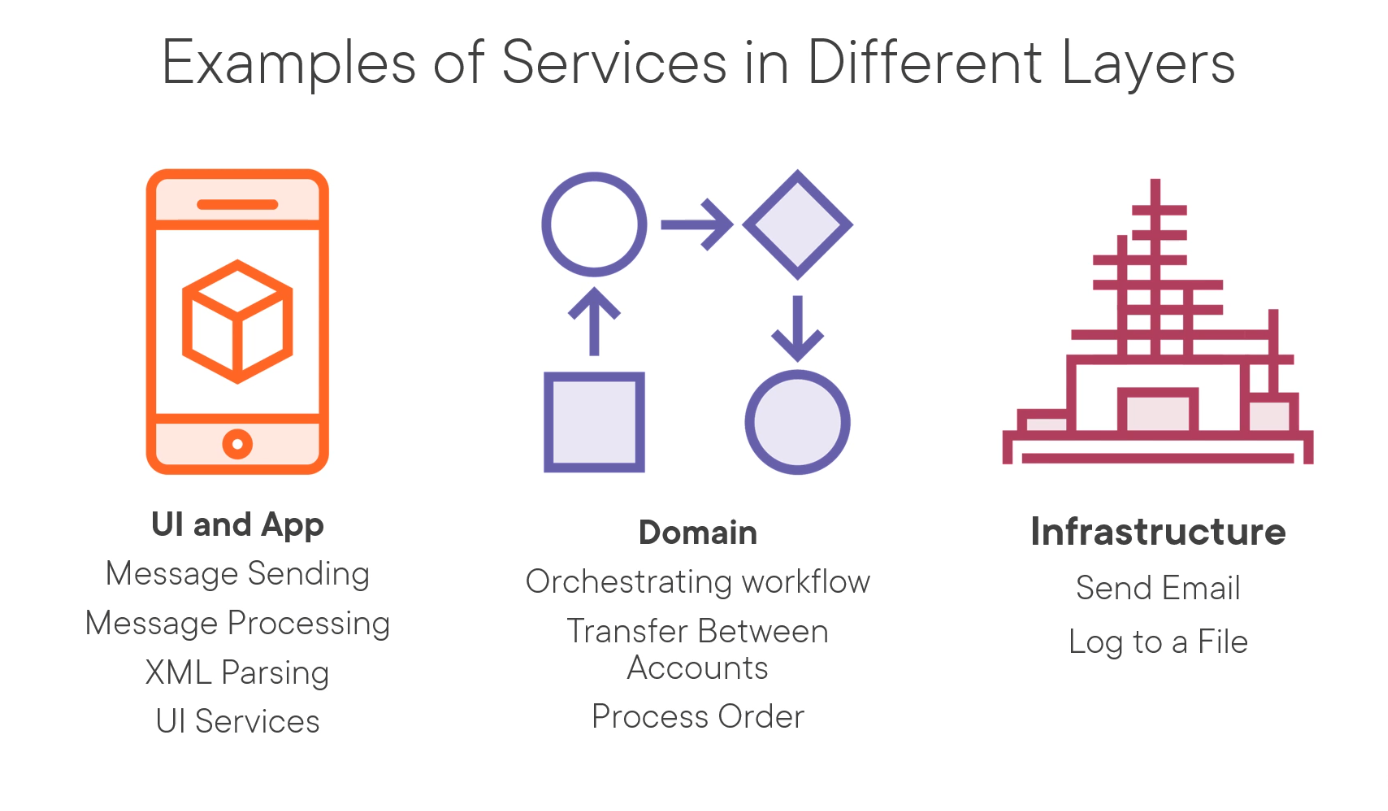 Examples of Services in Different Layers
UI and App
Message Sending
Message Processing
XML Parsing
UI Services
Domain
Orchestrating workflow
Transfer Between
Accounts
Process Order
Infrastructure
Send Email
Log to a File